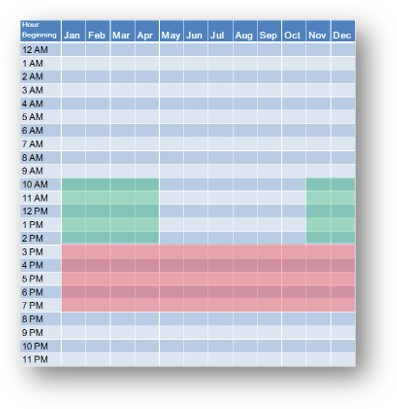 Hour
Beginning Jan Feb Mar Apr May Jun Jul Aug Sep Oct Nov Dec
12 AM
1 AM
2 AM
3 AM
4 AM
5 AM
6 AM
7 AM
8 AM
9 AM
10 AM
11 AM
12 PM
1 PM
2 PM
3 PM
4 PM
5 PM
6 PM
7 PM
8 PM
9 PM
10 PM
11 PM